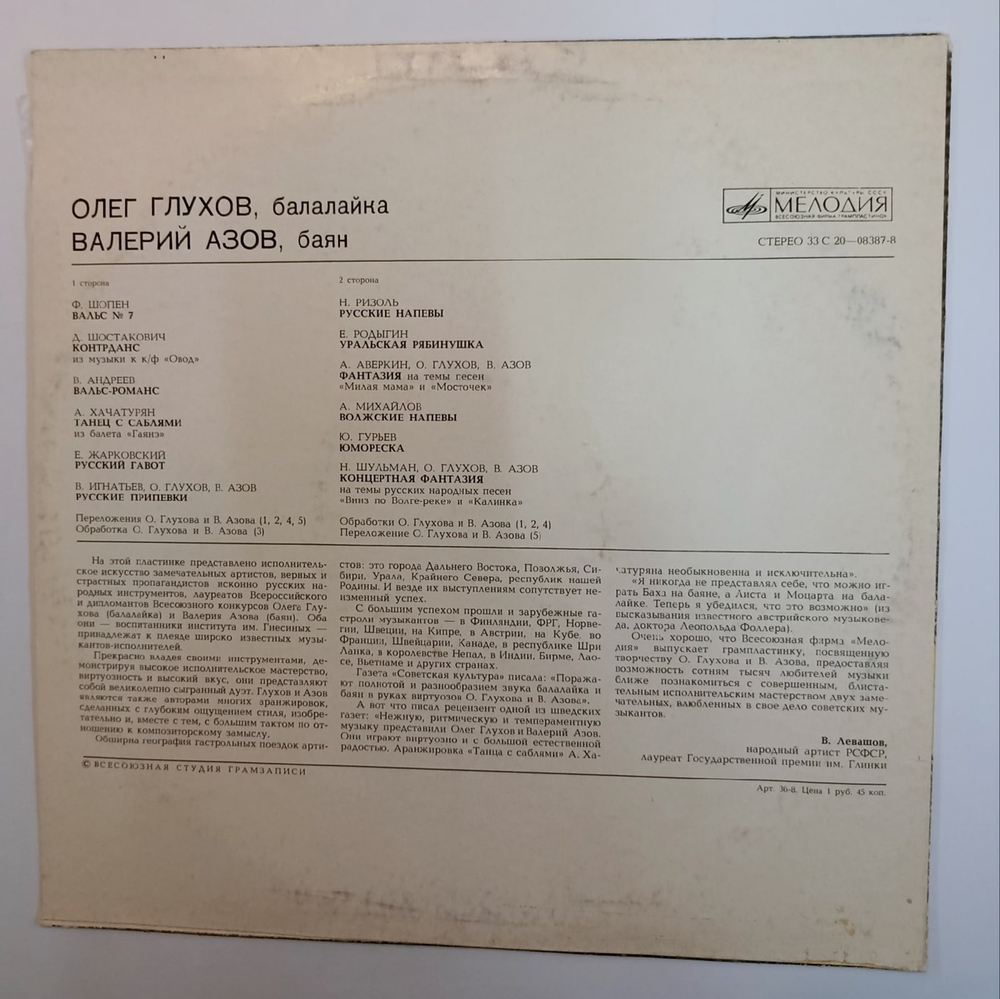 ОЛЕГ ГЛУХОВ, балалайка
ВАЛЕРИЙ АЗОВ, баян
МИНИСТЕРСТВО КУЛЬТУРЫ СССР
МЕЛОДИЯ
ВСЕСОЮЗНАЯ ФИРМА ГРАМПЛАСТИНОК
СТЕРЕО 33 С 20—08387-8
1 сторона
Ф. ШОПЕН
ВАЛЬС № 7
Д. ШОСТАКОВИЧ
КОНТРДАНС
из музыки к к/ф «Овод»
В. АНДРЕЕВ
ВАЛЬС-РОМАНС
А. ХАЧАТУРЯН
ТАНЕЦ С САБЛЯМИ
из балета «Гаянэ»
Е. ЖАРКОВСКИЙ
РУССКИЙ ГАВОТ
В. ИГНАТЬЕВ, О. ГЛУХОВ, В. АЗОВ
РУССКИЕ ПРИПЕВКИ
Переложения О. Глухова и В. Азова (1, 2, 4, 5)
Обработка О. Глухова и В. Азова (3)
2 сторона
Н. РИЗОЛЬ
РУССКИЕ НАПЕВЫ
Е. РОДЫГИН
УРАЛЬСКАЯ РЯБИНУШКА
А. АВЕРКИН, О. ГЛУХОВ, В. АЗОВ
ФАНТАЗИЯ на темы песен
«Милая мама» и «Мосточек»
А. МИХАЙЛОВ
ВОЛЖСКИЕ НАПЕВЫ
Ю. ГУРЬЕВ
ЮМОРЕСКА
Н. ШУЛЬМАН, О. ГЛУХОВ, В. АЗОВ
КОНЦЕРТНАЯ ФАНТАЗИЯ
на темы русских народных песен
«Вниз по Волге-реке» и «Калинка»
Обработки О. Глухова и В. Азова (1, 2, 4)
Переложение О. Глухова и В. Азова (5)
На этой пластинке представлено исполнитель-
ское искусство замечательных артистов, верных и
страстных пропагандистов исконно русских на-
родных инструментов, лауреатов Всероссийского
и дипломантов Всесоюзного конкурсов Олега Глу-
хова (балалайка) и Валерия Азова (баян). Оба
они — воспитанники института им. Гнесиных —
принадлежат к плеяде широко известных музы-
кантов-исполнителей.
Прекрасно владея своими инструментами, де-
монстрируя высокое исполнительское мастерство,
виртуозность и высокий вкус, они представляют
собой великолепно сыгранный дуэт. Глухов и Азов
являются также авторами многих аранжировок,
сделанных с глубоким ощущением стиля, изобре-
тательно и, вместе с тем, с большим тактом по от-
ношению к композиторскому замыслу.
Обширна география гастрольных поездок арти-
стов: это города Дальнего Востока, Поволжья, Си-
бири, Урала, Крайнего Севера, республик нашей
Родины. И везде их выступлениям сопутствует не-
изменный успех.
С большим успехом прошли и зарубежные га-
строли музыкантов — в Финляндии, ФРГ, Норве-
гии, Швеции, на Кипре, в Австрии, на Кубе, во
Франции, Швейцарии, Канаде, в республике Шри
Ланка, в королевстве Непал, в Индии, Бирме, Лао-
се, Вьетнаме и других странах.
Газета «Советская культура» писала: «Поража-
ют полнотой и разнообразием звука балалайка и
баян в руках виртуозов О. Глухова и В. Азова».
А вот что писал рецензент одной из шведских
газет: «Нежную, ритмическую и темпераментную
музыку представили Олег Глухов и Валерий Азов.
Они играют виртуозно и с большой естественной
радостью. Аранжировка «Танца с саблями» А. Ха-
чатуряна необыкновенна и исключительна».
«Я никогда не представлял себе, что можно иг-
рать Баха на баяне, а Листа и Моцарта на бала-
лайке. Теперь я убедился, что это возможно» (из
высказывания известного австрийского музыкове-
да, доктора Леопольда Фоллера).
Очень хорошо, что Всесоюзная фирма «Мело-
дия» выпускает грампластинку, посвященную
творчеству О. Глухова и В. Азова, предоставляя
возможность сотням тысяч любителей музыки
ближе познакомиться с совершенным, блиста-
тельным исполнительским мастерством двух заме-
чательных, влюбленных в свое дело советских му-
зыкантов.
В. Левашов,
народный артист РСФСР,
лауреат Государственной премии им. Глинки
© ВСЕСОЮЗНАЯ СТУДИЯ ГРАМЗАПИСИ
Арт. 36-8. Цена 1 руб. 45 коп.